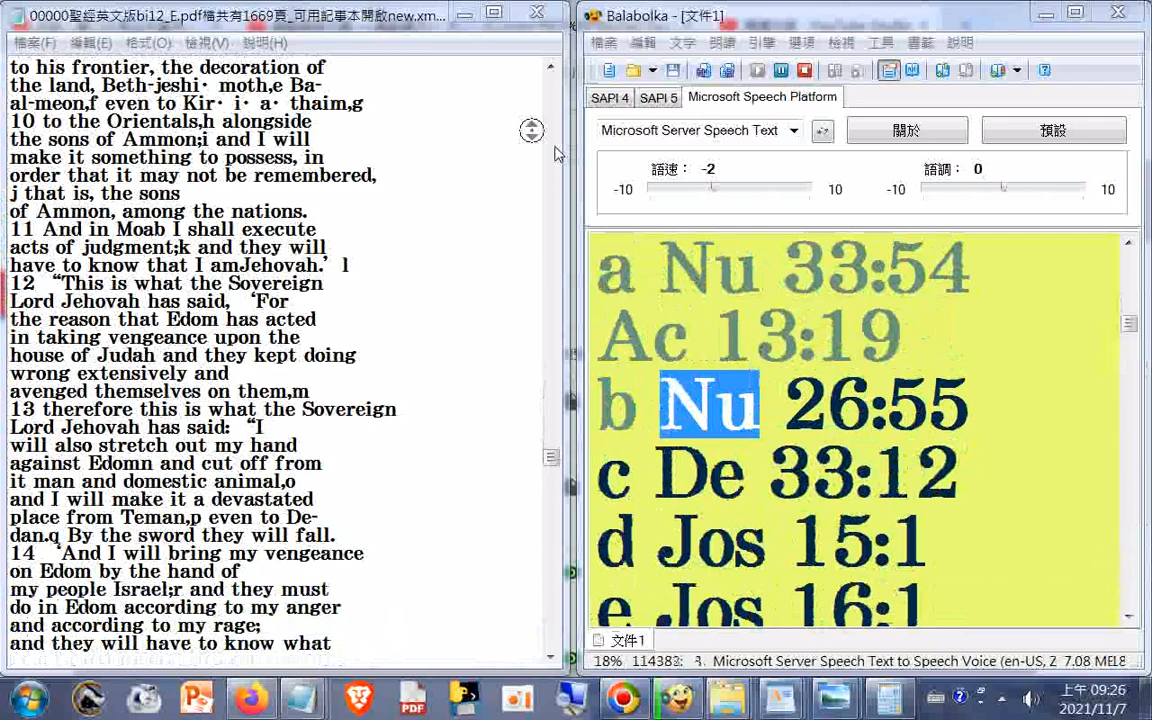 00000聖經英文版bi12_E.pdf檔共有1669頁_可用記事本開啟new.xm...
檔案(F) 編輯(E) 格式(O) 檢視(V) 說明(H)
to his frontier, the decoration of
the land, Beth-jeshi· moth,e Ba-
al-meon,f even to Kir· i· a· thaim,g
10 to the Orientals,h alongside
the sons of Ammon;i and I will
make it something to possess, in
order that it may not be remembered,
j that is, the sons
of Ammon, among the nations.
11 And in Moab I shall execute
acts of judgment;k and they will
have to know that I amJehovah.’ l
12 “This is what the Sovereign
Lord Jehovah has said, ‘For
the reason that Edom has acted
in taking vengeance upon the
house of Judah and they kept doing
wrong extensively and
avenged themselves on them,m
13 therefore this is what the Sovereign
Lord Jehovah has said: “I
will also stretch out my hand
against Edomn and cut off from
it man and domestic animal,o
and I will make it a devastated
place from Teman,p even to De-
dan.q By the sword they will fall.
14 ‘And I will bring my vengeance
on Edom by the hand of
my people Israel;r and they must
do in Edom according to my anger
and according to my rage;
and they will have to know what
Balabolka - [文件1]
檔案 編輯 文字 朗讀 引擎 選項 檢視 工具 書籤 說明
SAPI 4 SAPI 5 Microsoft Speech Platform
Microsoft Server Speech Text 關於 預設
語速: -2 語調: 0
-10 10 -10 10
a Nu 33:54
Ac 13:19
b Nu 26:55
c De 33:12
d Jos 15:1
e Jos 16:1
文件1
18% Microsoft Server Speech Text to Speech Voice (en-US, Z 7.08 MEL8
上午 09:26
2021/11/7